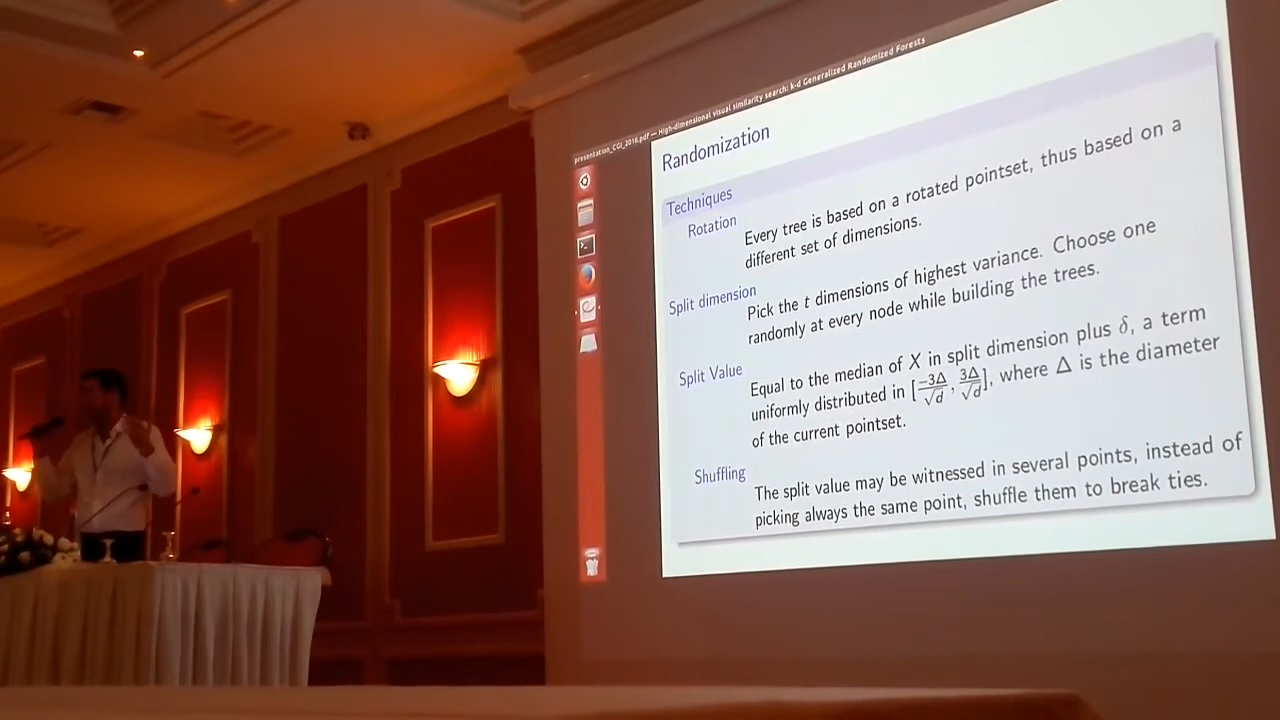 presentation_CGI_2016.pdf — High-dimensional visual similarity search: k-d Generalized Randomized Forests
Randomization
Techniques
Rotation
Every tree is based on a rotated pointset, thus based on a
different set of dimensions.
Split dimension
Pick the t dimensions of highest variance. Choose one
randomly at every node while building the trees.
Split Value
Equal to the median of X in split dimension plus δ, a term
uniformly distributed in [−3Δ/√d, 3Δ/√d], where Δ is the diameter
of the current pointset.
Shuffling
The split value may be witnessed in several points, instead of
picking always the same point, shuffle them to break ties.